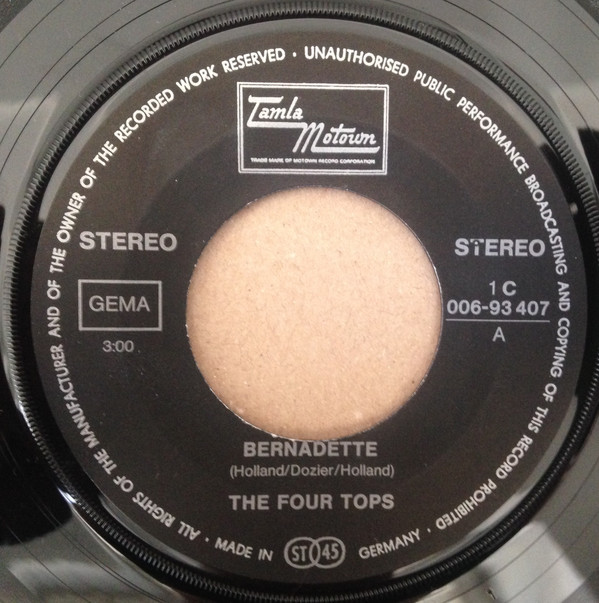 ALL RIGHTS OF THE MANUFACTURER AND OF THE OWNER OF THE RECORDED WORK RESERVED · UNAUTHORISED PUBLIC PERFORMANCE BROADCASTING AND COPYING OF THIS RECORD PROHIBITED ·
Tamla
Motown
TRADE MARK OF MOTOWN RECORD CORPORATION
STEREO
STEREO
GEMA
3:00
1 C
006-93 407
A
BERNADETTE
(Holland/Dozier/Holland)
THE FOUR TOPS
· MADE IN ST 45 GERMANY ·